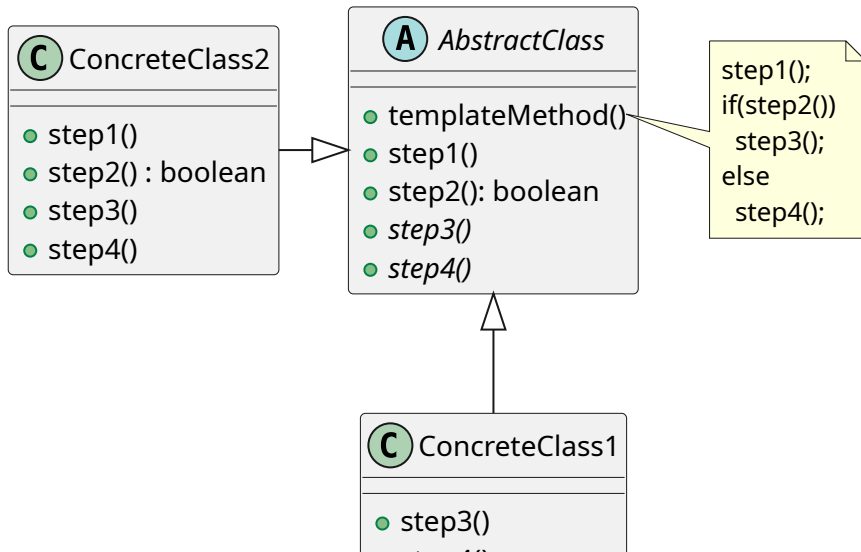 C ConcreteClass2
step1()
step2() : boolean
step3()
step4()
A AbstractClass
templateMethod()
step1()
step2(): boolean
step3()
step4()
step1();
if(step2())
step3();
else
step4();
C ConcreteClass1
step3()